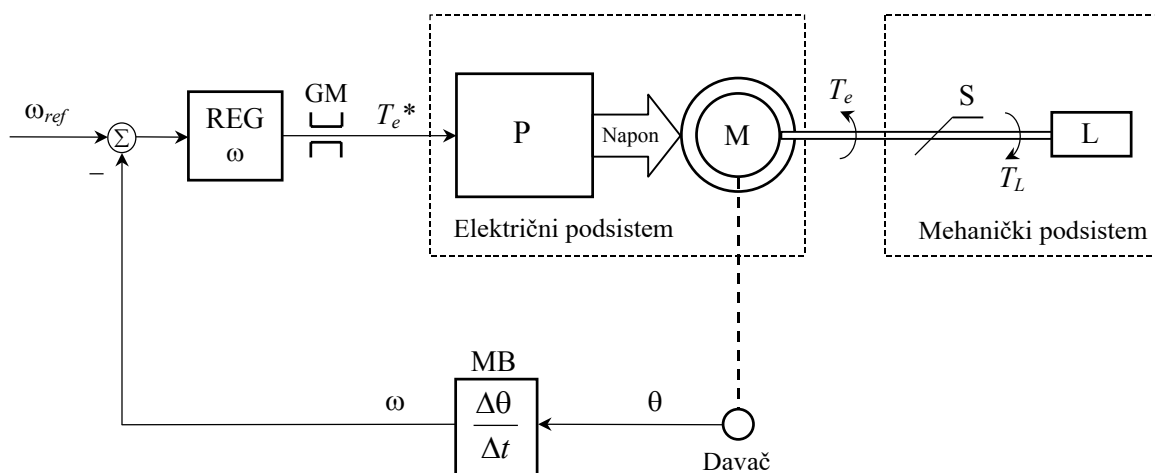 ω_ref
Σ
−
REG
ω
GM
T_e*
P
Napon
M
T_e
S
T_L
L
Električni podsistem
Mehanički podsistem
MB
ω
Δθ
Δt
θ
Davač